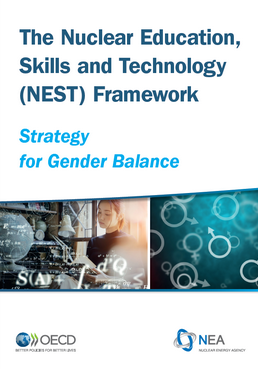 The Nuclear Education,
Skills and Technology
(NEST) Framework
Strategy
for Gender Balance
OECD
BETTER POLICIES FOR BETTER LIVES
NEA
NUCLEAR ENERGY AGENCY